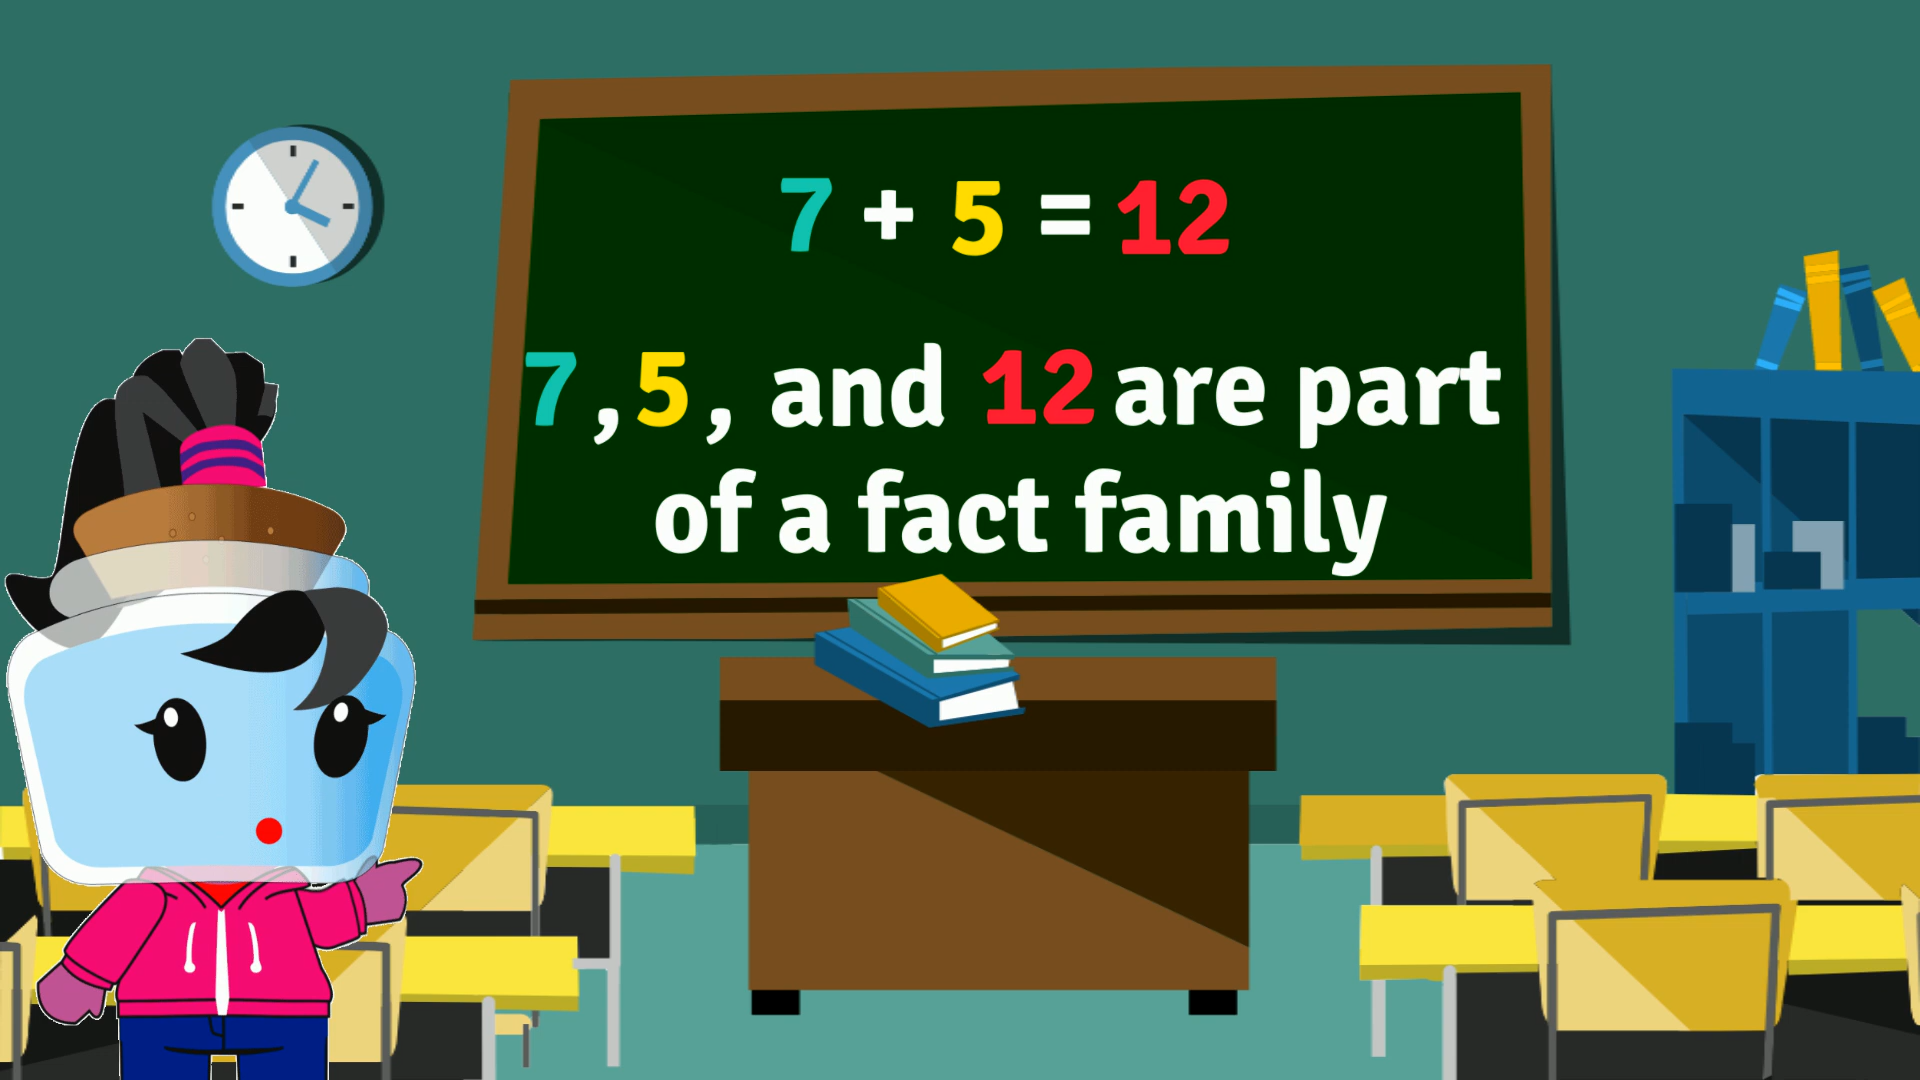 7 + 5 = 12
7, 5, and 12 are part
of a fact family